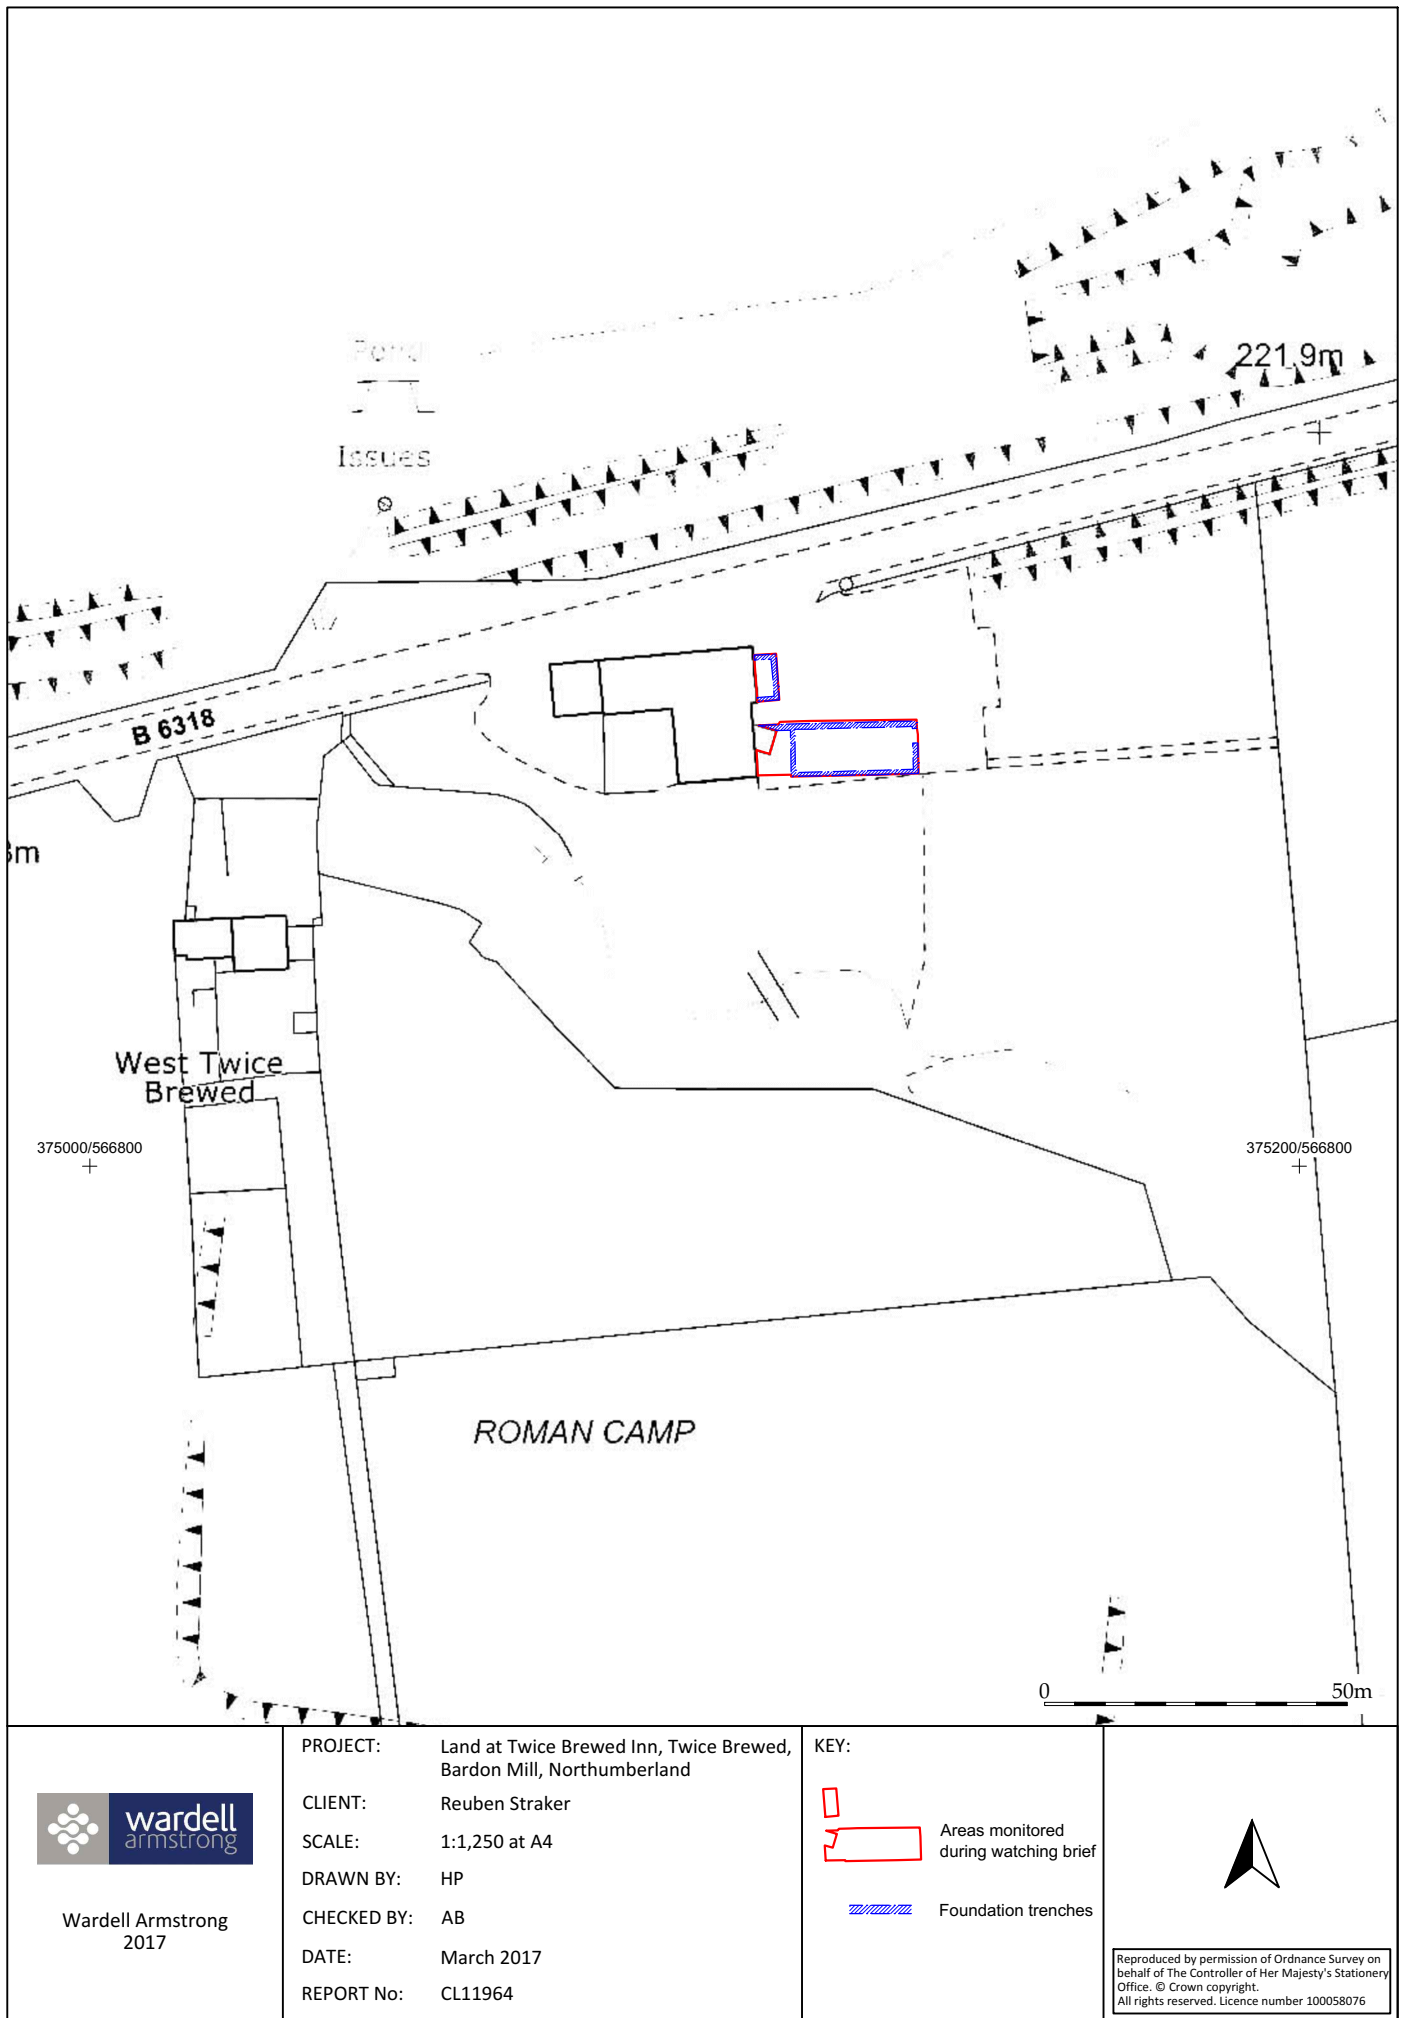 Pond
221.9m
Issues
B 6318
West Twice
Brewed
375000/566800
375200/566800
ROMAN CAMP
0 50m
wardell
armstrong
Wardell Armstrong
2017
PROJECT: Land at Twice Brewed Inn, Twice Brewed,
Bardon Mill, Northumberland
CLIENT: Reuben Straker
SCALE: 1:1,250 at A4
DRAWN BY: HP
CHECKED BY: AB
DATE: March 2017
REPORT No: CL11964
KEY:
Areas monitored
during watching brief
Foundation trenches
Reproduced by permission of Ordnance Survey on
behalf of The Controller of Her Majesty's Stationery
Office. © Crown copyright.
All rights reserved. Licence number 100058076